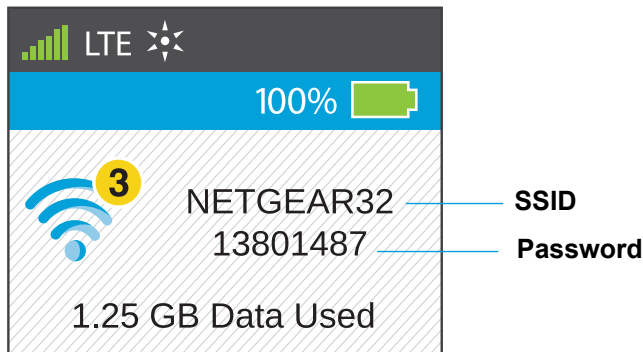 LTE
100%
3
NETGEAR32 SSID
13801487 Password
1.25 GB Data Used